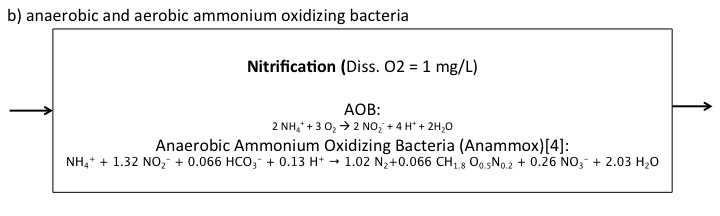 b) anaerobic and aerobic ammonium oxidizing bacteria
Nitrification (Diss. O2 = 1 mg/L)
AOB:
2 NH₄⁺ + 3 O₂ → 2 NO₂⁻ + 4 H⁺ + 2H₂O
Anaerobic Ammonium Oxidizing Bacteria (Anammox)[4]:
NH₄⁺ + 1.32 NO₂⁻ + 0.066 HCO₃⁻ + 0.13 H⁺ → 1.02 N₂+0.066 CH₁.₈ O₀.₅N₀.₂ + 0.26 NO₃⁻ + 2.03 H₂O